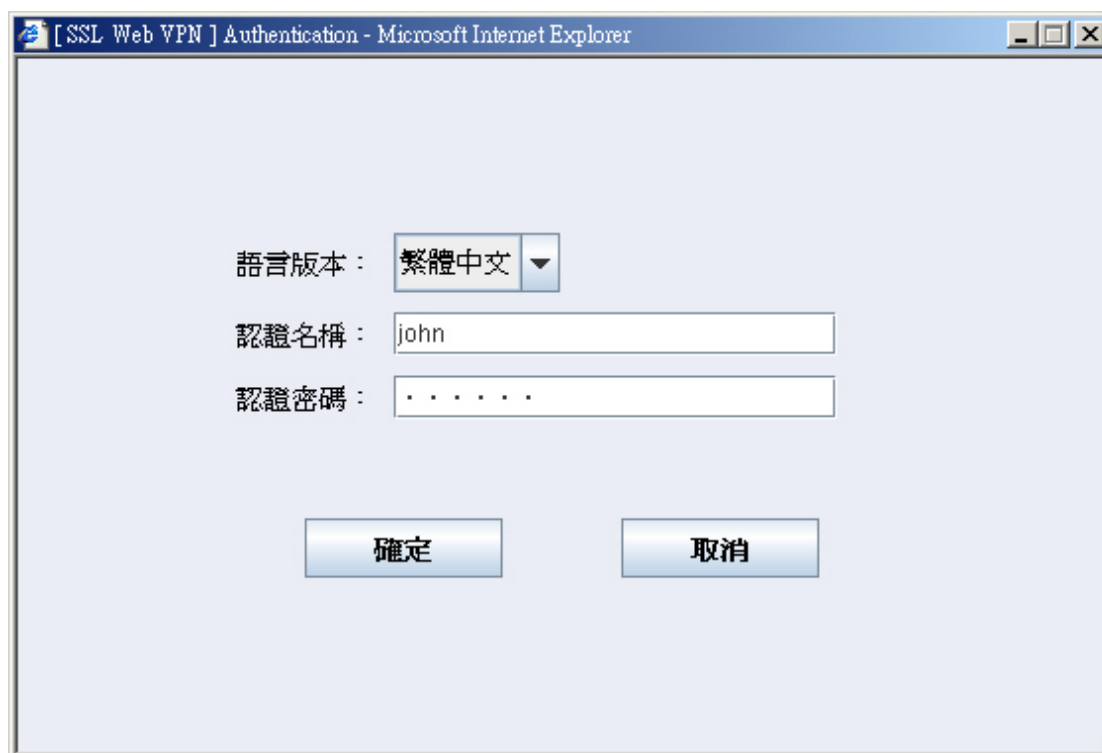 [ SSL Web VPN ] Authentication - Microsoft Internet Explorer
語言版本： 繁體中文
認證名稱： john
認證密碼： ······
確定 取消